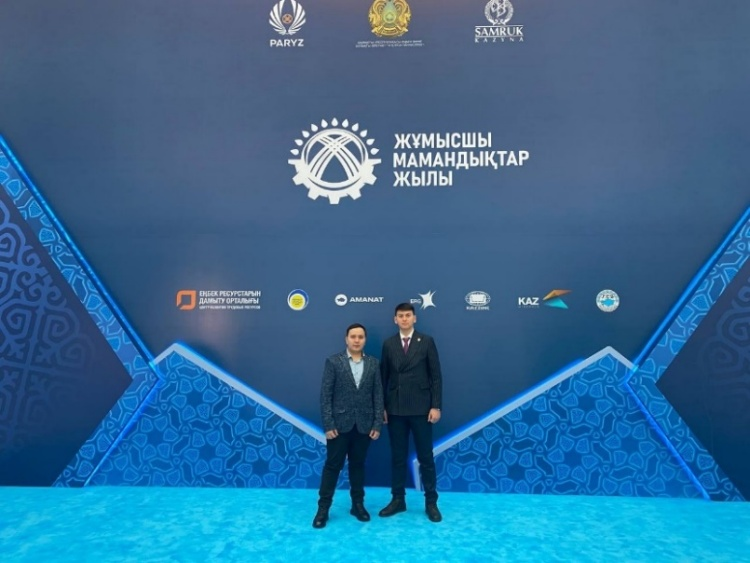 PARYZ
SAMRUK
KAZYNA
ЖҰМЫСШЫ
МАМАНДЫҚТАР
ЖЫЛЫ
ЕҢБЕК РЕСУРСТАРЫН
ДАМЫТУ ОРТАЛЫҒЫ
AMANAT
KAZ